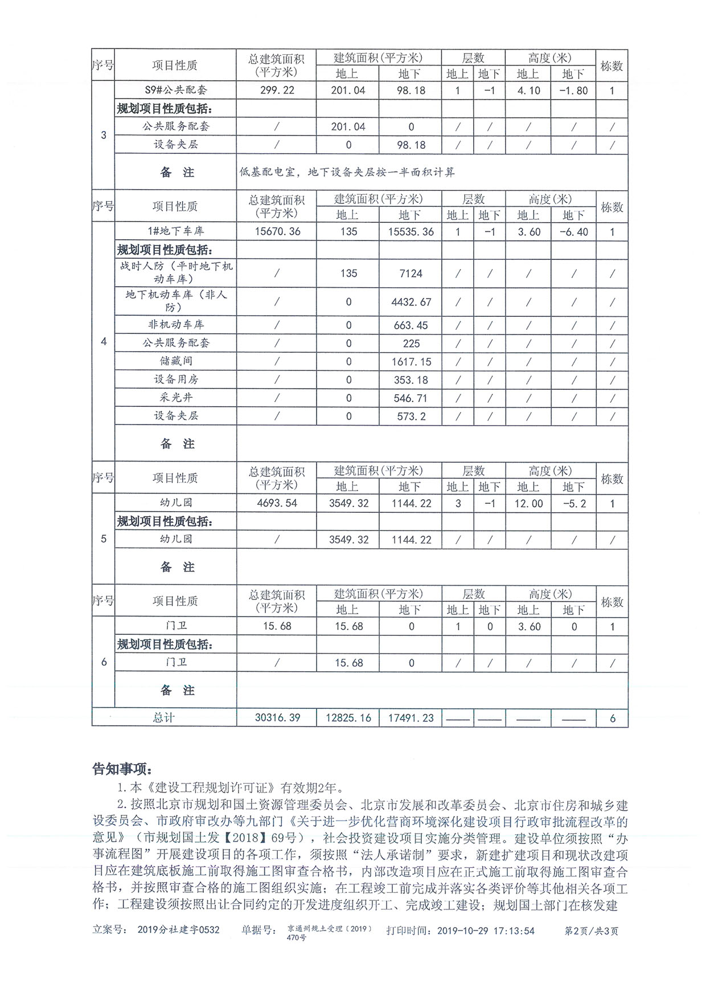 序号 项目性质 总建筑面积(平方米) 建筑面积(平方米) 层数 高度(米) 栋数
地上 地下 地上 地下 地上 地下
3 S9#公共配套 299.22 201.04 98.18 1 -1 4.10 -1.80 1
规划项目性质包括:
公共服务配套 / 201.04 0 / / / / /
设备夹层 / 0 98.18 / / / / /
备 注 低基配电室，地下设备夹层按一半面积计算
序号 项目性质 总建筑面积(平方米) 建筑面积(平方米) 层数 高度(米) 栋数
地上 地下 地上 地下 地上 地下
4 1#地下车库 15670.36 135 15535.36 1 -1 3.60 -6.40 1
规划项目性质包括:
战时人防（平时地下机动车库） / 135 7124 / / / / /
地下机动车库（非人防） / 0 4432.67 / / / / /
非机动车库 / 0 663.45 / / / / /
公共服务配套 / 0 225 / / / / /
储藏间 / 0 1617.15 / / / / /
设备用房 / 0 353.18 / / / / /
采光井 / 0 546.71 / / / / /
设备夹层 / 0 573.2 / / / / /
备 注
序号 项目性质 总建筑面积(平方米) 建筑面积(平方米) 层数 高度(米) 栋数
地上 地下 地上 地下 地上 地下
5 幼儿园 4693.54 3549.32 1144.22 3 -1 12.00 -5.2 1
规划项目性质包括:
幼儿园 / 3549.32 1144.22 / / / / /
备 注
序号 项目性质 总建筑面积(平方米) 建筑面积(平方米) 层数 高度(米) 栋数
地上 地下 地上 地下 地上 地下
6 门卫 15.68 15.68 0 1 0 3.60 0 1
规划项目性质包括:
门卫 / 15.68 0 / / / / /
备 注
总计 30316.39 12825.16 17491.23 —— —— —— —— 6
告知事项:
1.本《建设工程规划许可证》有效期2年。
2.按照北京市规划和国土资源管理委员会、北京市发展和改革委员会、北京市住房和城乡建
设委员会、市政府审改办等九部门《关于进一步优化营商环境深化建设项目行政审批流程改革的
意见》（市规划国土发【2018】69号），社会投资建设项目实施分类管理。建设单位须按照“办
事流程图”开展建设项目的各项工作，须按照“法人承诺制”要求，新建扩建项目和现状改建项
目应在建筑底板施工前取得施工图审查合格书，内部改造项目应在正式施工前取得施工图审查合
格书，并按照审查合格的施工图组织实施；在工程竣工前完成并落实各类评价等其他相关各项工
作；工程建设须按照出让合同约定的开发进度组织开工、完成竣工建设；规划国土部门在核发建
立案号： 2019分社建字0532 单据号： 京通州规土受理〔2019〕470号 打印时间：2019-10-29 17:13:54 第2页/共3页